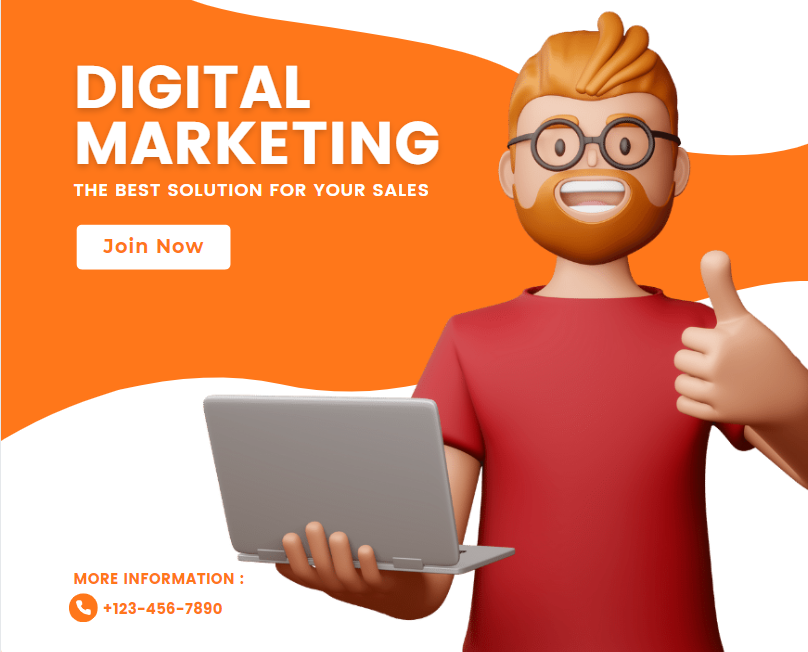 DIGITAL
MARKETING
THE BEST SOLUTION FOR YOUR SALES
Join Now
MORE INFORMATION :
+123-456-7890